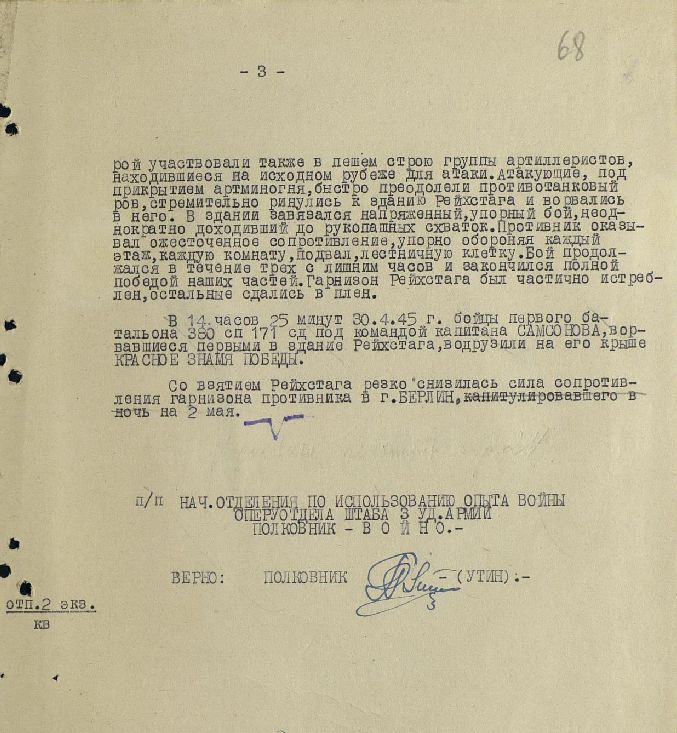 68
- 3 -
рой участвовали также в пешем строю группы артиллеристов,
находившиеся на исходном рубеже для атаки.Атакующие, под
прикрытием артминогня,быстро преодолели противотанковый
ров,стремительно ринулись к зданию Рейхстага и ворвались
в него. В здании завязался напряженный,упорный бой,неод-
нократно доходивший до рукопашных схваток.Противник оказы-
вал ожесточенное сопротивление,упорно обороняя каждый
этаж,каждую комнату,подвал,лестничную клетку.Бой продол-
жался в течение трех с лишним часов и закончился полной
победой наших частей.Гарнизон Рейхстага был частично истреб-
лен,остальные сдались в плен.
В 14 часов 25 минут 30.4.45 г. бойцы первого ба-
тальона 380 сп 171 сд под командой капитана САМСОНОВА,вор-
вавшиеся первыми в здание Рейхстага,водрузили на его крыше
КРАСНОЕ ЗНАМЯ ПОБЕДЫ.
Со взятием Рейхстага резко снизилась сила сопротив-
ления гарнизона противника в г.БЕРЛИН,капитулировавшего в
ночь на 2 мая.
п/п НАЧ.ОТДЕЛЕНИЯ ПО ИСПОЛЬЗОВАНИЮ ОПЫТА ВОЙНЫ
ОПЕРУОТДЕЛА ШТАБА 3 УД.АРМИИ
ПОЛКОВНИК - В О Й Н О.-
ВЕРНО: ПОЛКОВНИК -(УТИН):-
отп.2 экз.
кв